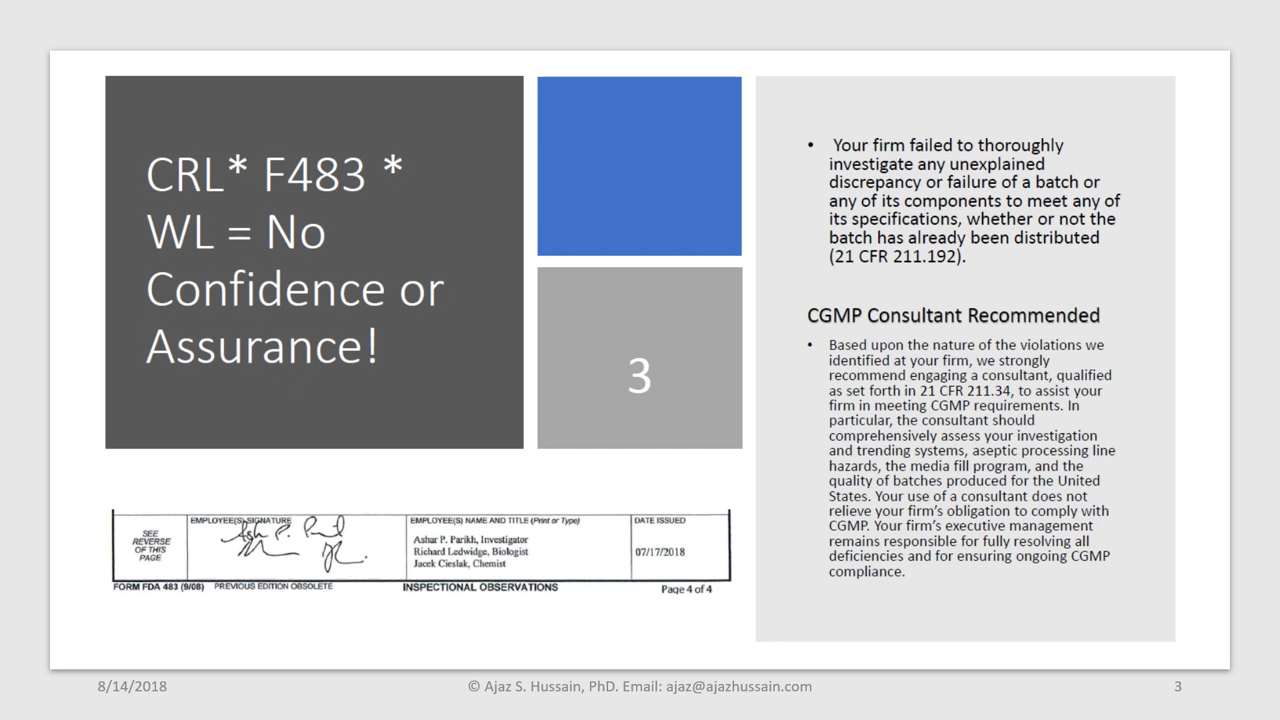 CRL* F483 *
WL = No
Confidence or
Assurance!
3
• Your firm failed to thoroughly
investigate any unexplained
discrepancy or failure of a batch or
any of its components to meet any of
its specifications, whether or not the
batch has already been distributed
(21 CFR 211.192).
CGMP Consultant Recommended
• Based upon the nature of the violations we
identified at your firm, we strongly
recommend engaging a consultant, qualified
as set forth in 21 CFR 211.34, to assist your
firm in meeting CGMP requirements. In
particular, the consultant should
comprehensively assess your investigation
and trending systems, aseptic processing line
hazards, the media fill program, and the
quality of batches produced for the United
States. Your use of a consultant does not
relieve your firm's obligation to comply with
CGMP. Your firm's executive management
remains responsible for fully resolving all
deficiencies and for ensuring ongoing CGMP
compliance.
SEE
REVERSE
OF THIS
PAGE
EMPLOYEE(S) SIGNATURE
EMPLOYEE(S) NAME AND TITLE (Print or Type)
Ashar P. Parikh, Investigator
Richard Ledwidge, Biologist
Jacek Cieslak, Chemist
DATE ISSUED
07/17/2018
FORM FDA 483 (9/08) PREVIOUS EDITION OBSOLETE INSPECTIONAL OBSERVATIONS Page 4 of 4
8/14/2018 © Ajaz S. Hussain, PhD. Email: ajaz@ajazhussain.com 3